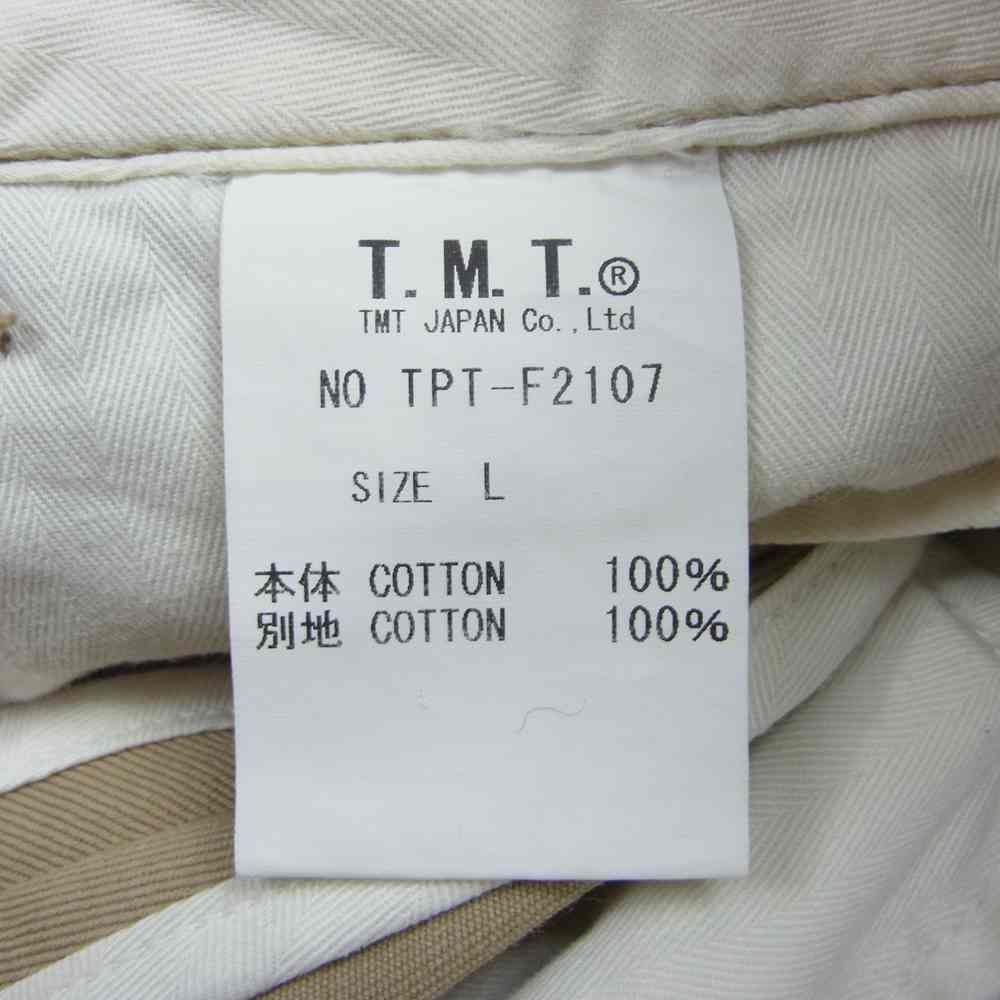 T.M.T.®
TMT JAPAN Co.,Ltd
NO TPT-F2107
SIZE L
本体 COTTON 100%
別地 COTTON 100%